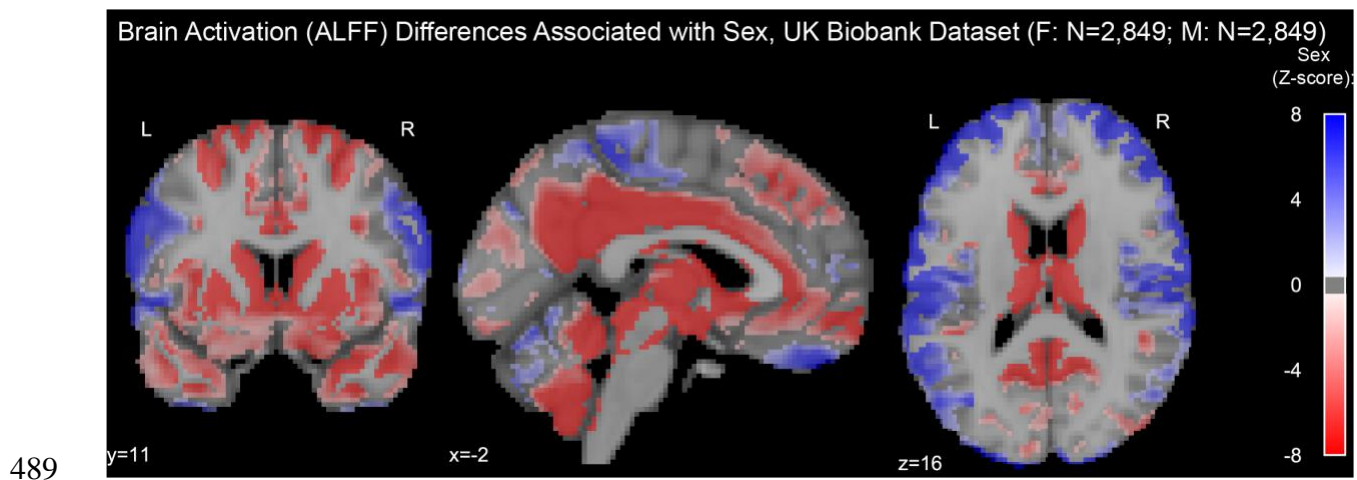 Brain Activation (ALFF) Differences Associated with Sex, UK Biobank Dataset (F: N=2,849; M: N=2,849)
Sex
(Z-score):
L
R
L
R
8
4
0
-4
-8
y=11
x=-2
z=16
489